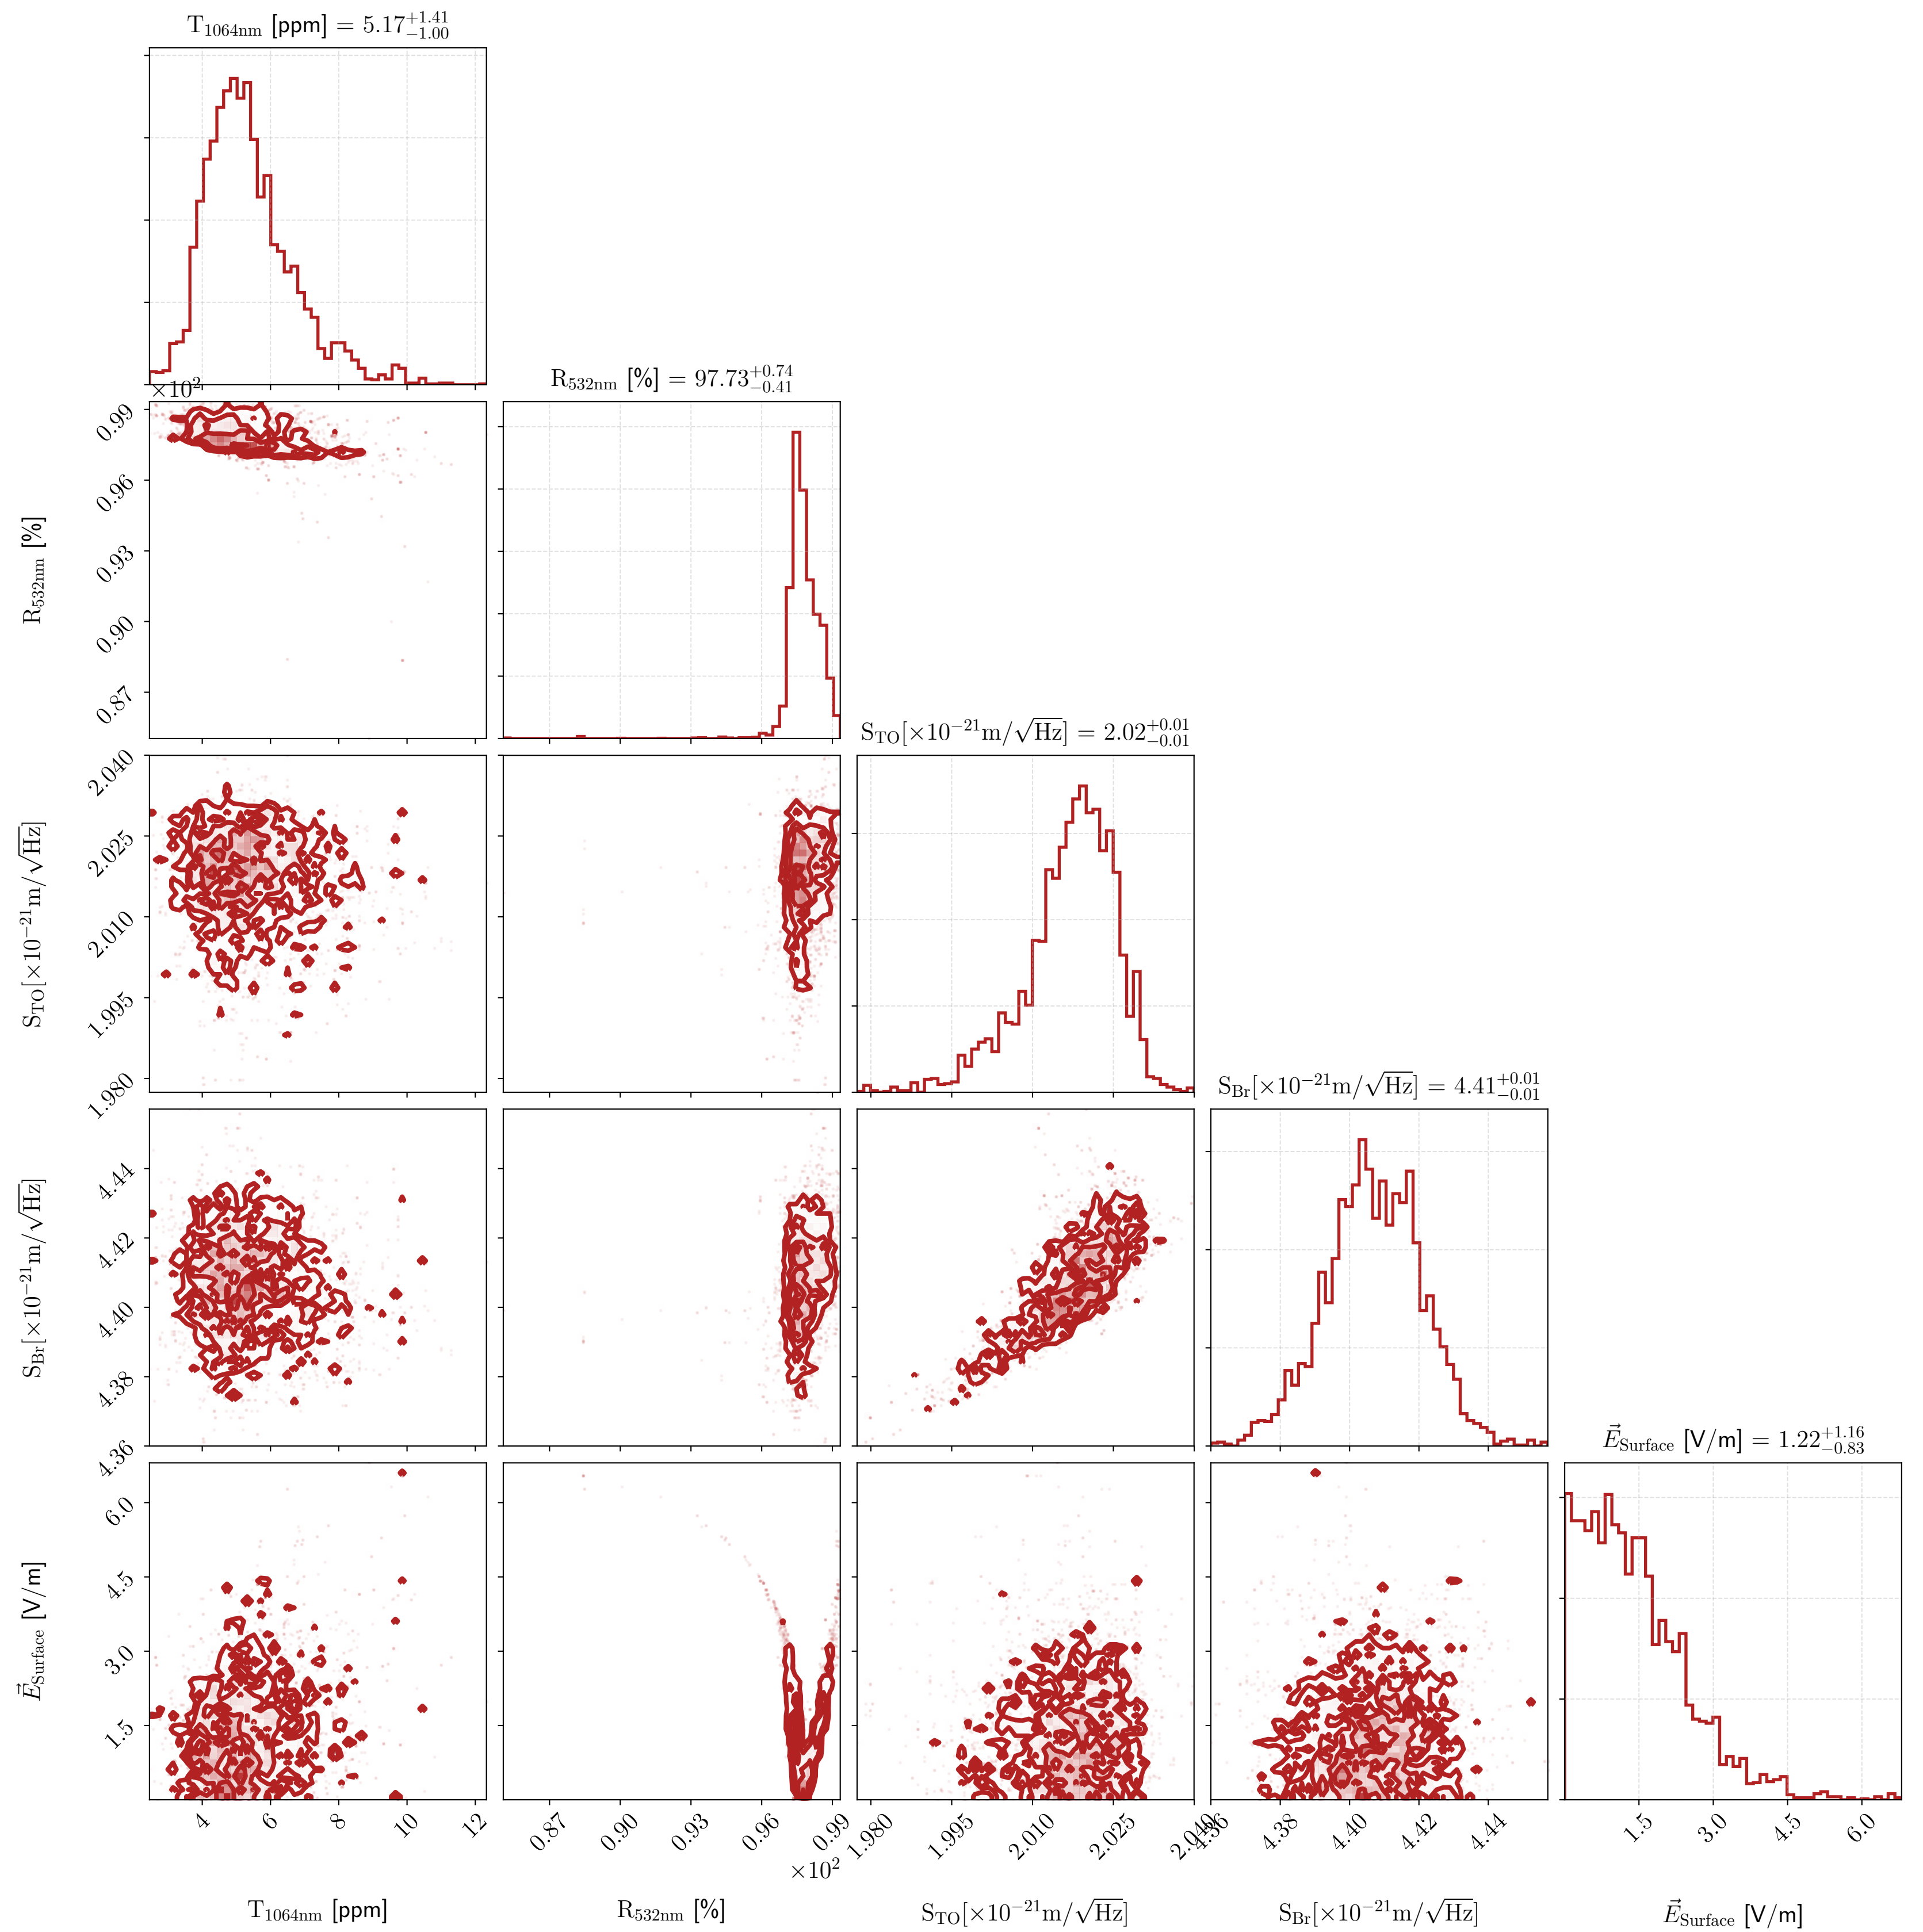 T1064nm [ppm] = 5.17+1.41−1.00
×10²
R532nm [%] = 97.73+0.74−0.41
R532nm [%]
0.99
0.96
0.93
0.90
0.87
STO[×10−21m/√Hz] = 2.02+0.01−0.01
STO[×10−21m/√Hz]
2.040
2.025
2.010
1.995
1.980
SBr[×10−21m/√Hz] = 4.41+0.01−0.01
SBr[×10−21m/√Hz]
4.44
4.42
4.40
4.38
4.36
E⃗Surface [V/m] = 1.22+1.16−0.83
E⃗Surface [V/m]
6.0
4.5
3.0
1.5
4 6 8 10 12
0.87 0.90 0.93 0.96 0.99
×10²
1.980 1.995 2.010 2.025 2.040
4.36 4.38 4.40 4.42 4.44
1.5 3.0 4.5 6.0
T1064nm [ppm]
R532nm [%]
STO[×10−21m/√Hz]
SBr[×10−21m/√Hz]
E⃗Surface [V/m]